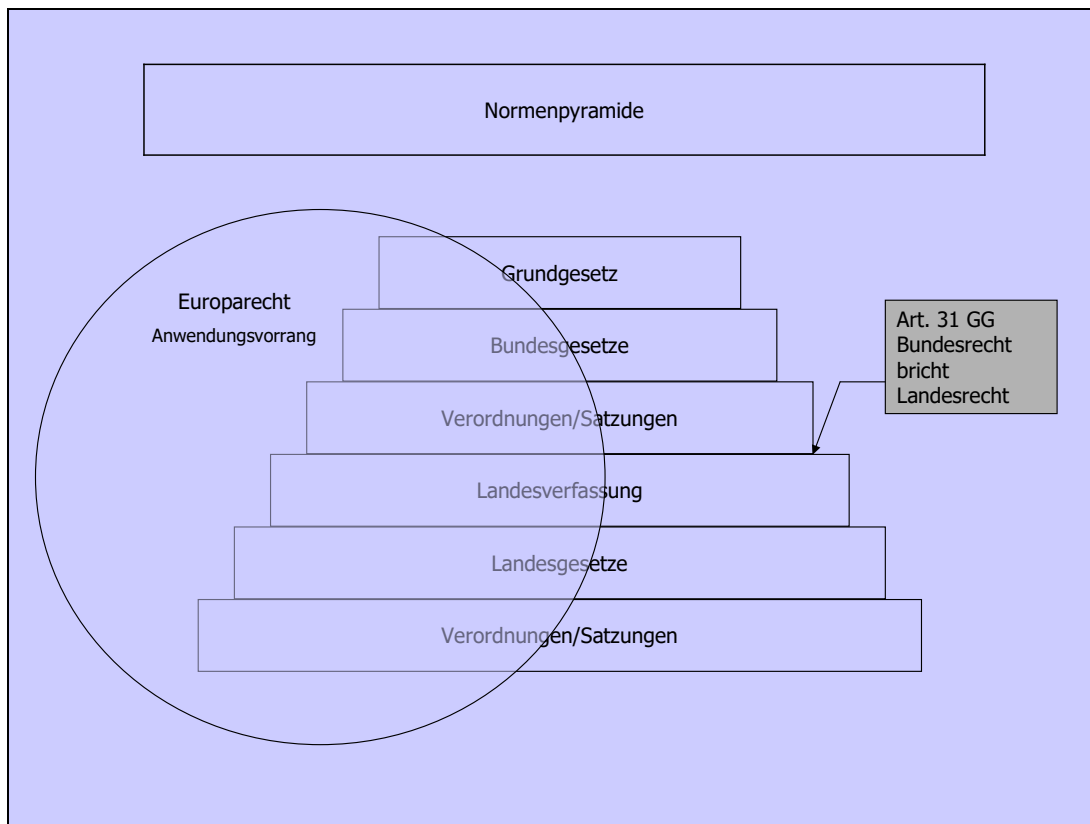 Normenpyramide
Grundgesetz
Europarecht
Anwendungsvorrang
Bundesgesetze
Verordnungen/Satzungen
Landesverfassung
Landesgesetze
Verordnungen/Satzungen
Art. 31 GG
Bundesrecht
bricht
Landesrecht